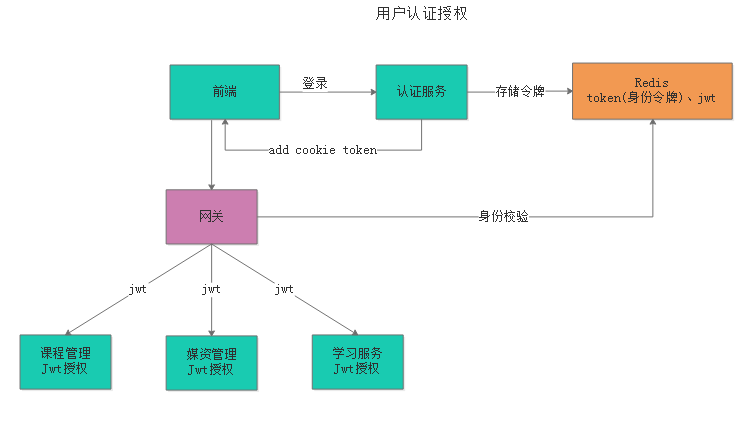 用户认证授权
前端
登录
认证服务
存储令牌
Redis
token(身份令牌)、jwt
add cookie token
网关
身份校验
jwt
jwt
jwt
课程管理
Jwt授权
媒资管理
Jwt授权
学习服务
Jwt授权